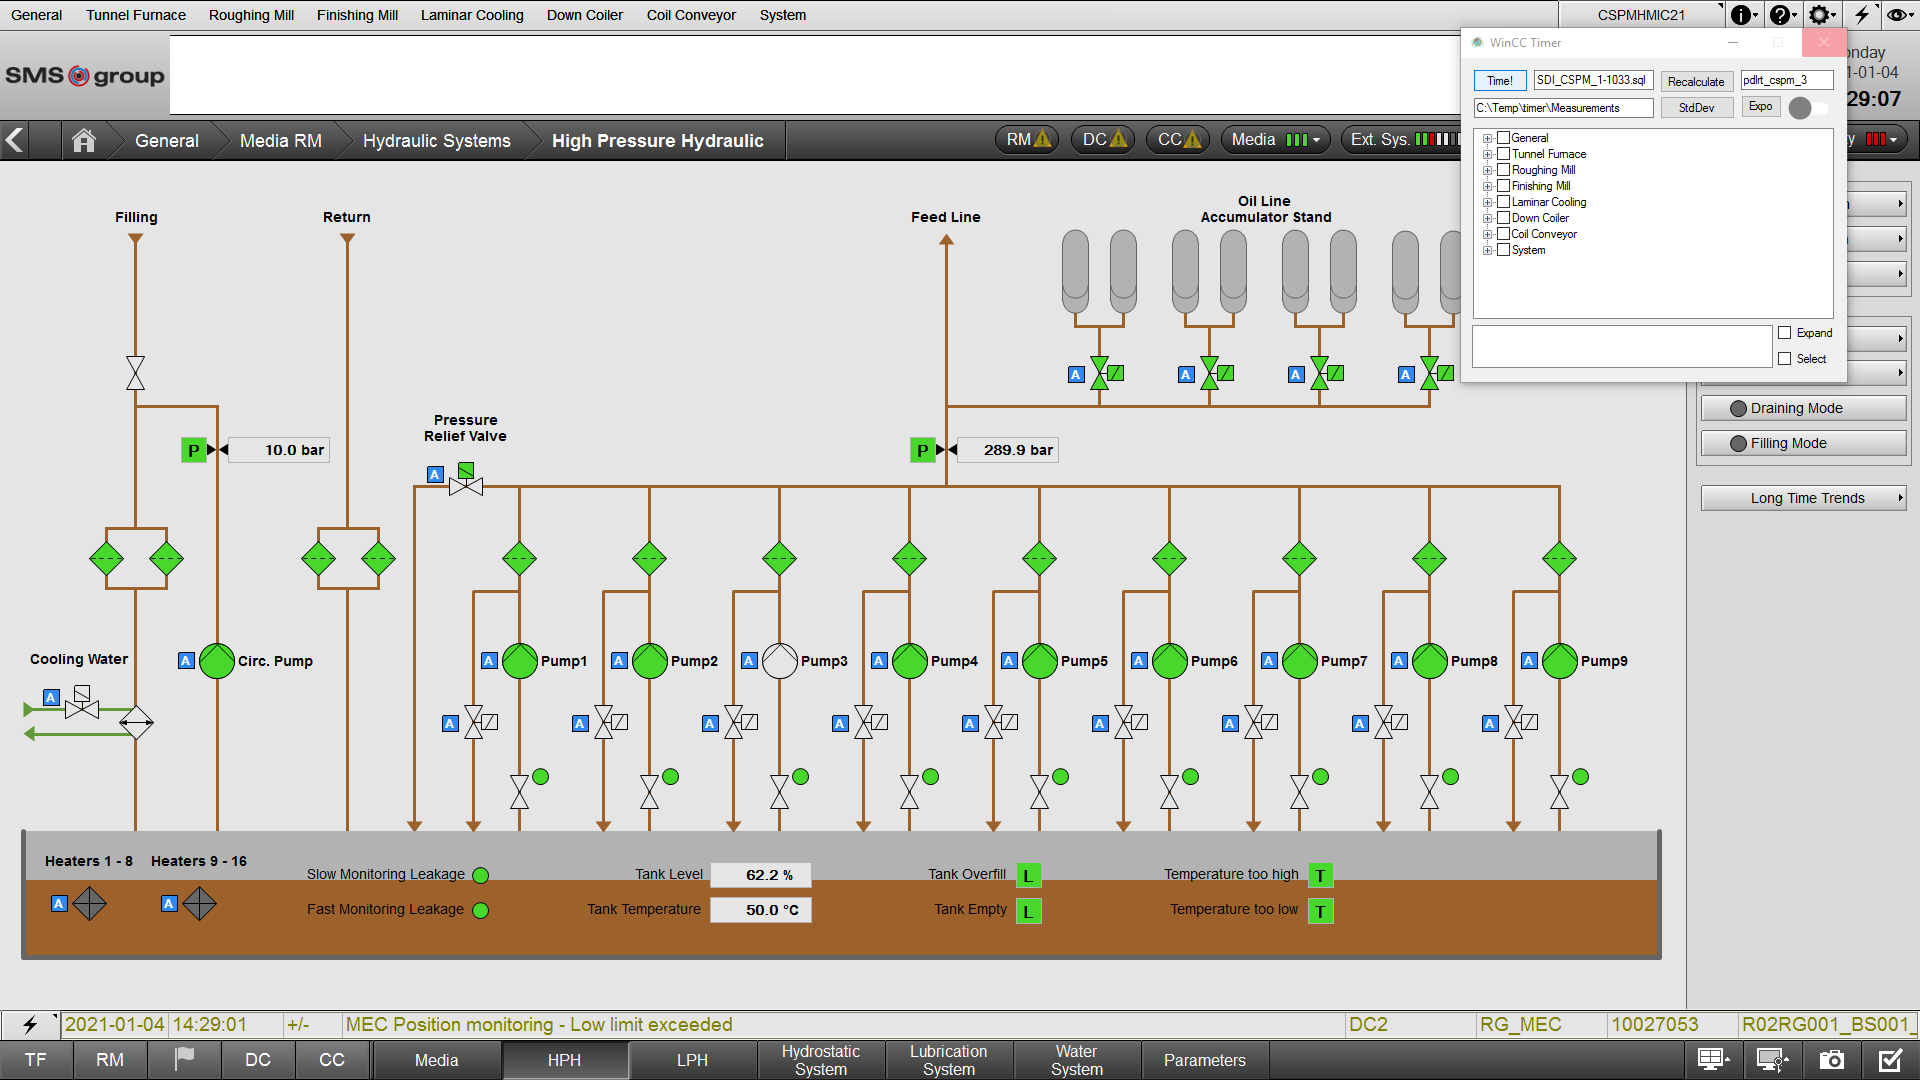 General Tunnel Furnace Roughing Mill Finishing Mill Laminar Cooling Down Coiler Coil Conveyor System CSPMHMIC21
SMS group
WinCC Timer
Time! SDI_CSPM_1-1033.sql Recalculate pdlrt_cspm_3
C:\Temp\timer\Measurements StdDev Expo
1-01-04
29:07
General Media RM Hydraulic Systems High Pressure Hydraulic RM DC CC Media Ext. Sys.
General
Tunnel Furnace
Roughing Mill
Finishing Mill
Laminar Cooling
Down Coiler
Coil Conveyor
System
Expand
Select
Filling Return Feed Line Oil Line
Accumulator Stand
A A A A
Draining Mode
Filling Mode
Long Time Trends
Pressure
Relief Valve
P 10.0 bar P 289.9 bar
A
Cooling Water A Circ. Pump A Pump1 A Pump2 A Pump3 A Pump4 A Pump5 A Pump6 A Pump7 A Pump8 A Pump9
A
A A A A A A A A A
Heaters 1 - 8 Heaters 9 - 16
Slow Monitoring Leakage Tank Level 62.2 % Tank Overfill L Temperature too high T
A A
Fast Monitoring Leakage Tank Temperature 50.0 °C Tank Empty L Temperature too low T
2021-01-04 14:29:01 +/- MEC Position monitoring - Low limit exceeded DC2 RG_MEC 10027053 R02RG001_BS001_
TF RM DC CC Media HPH LPH Hydrostatic System Lubrication System Water System Parameters